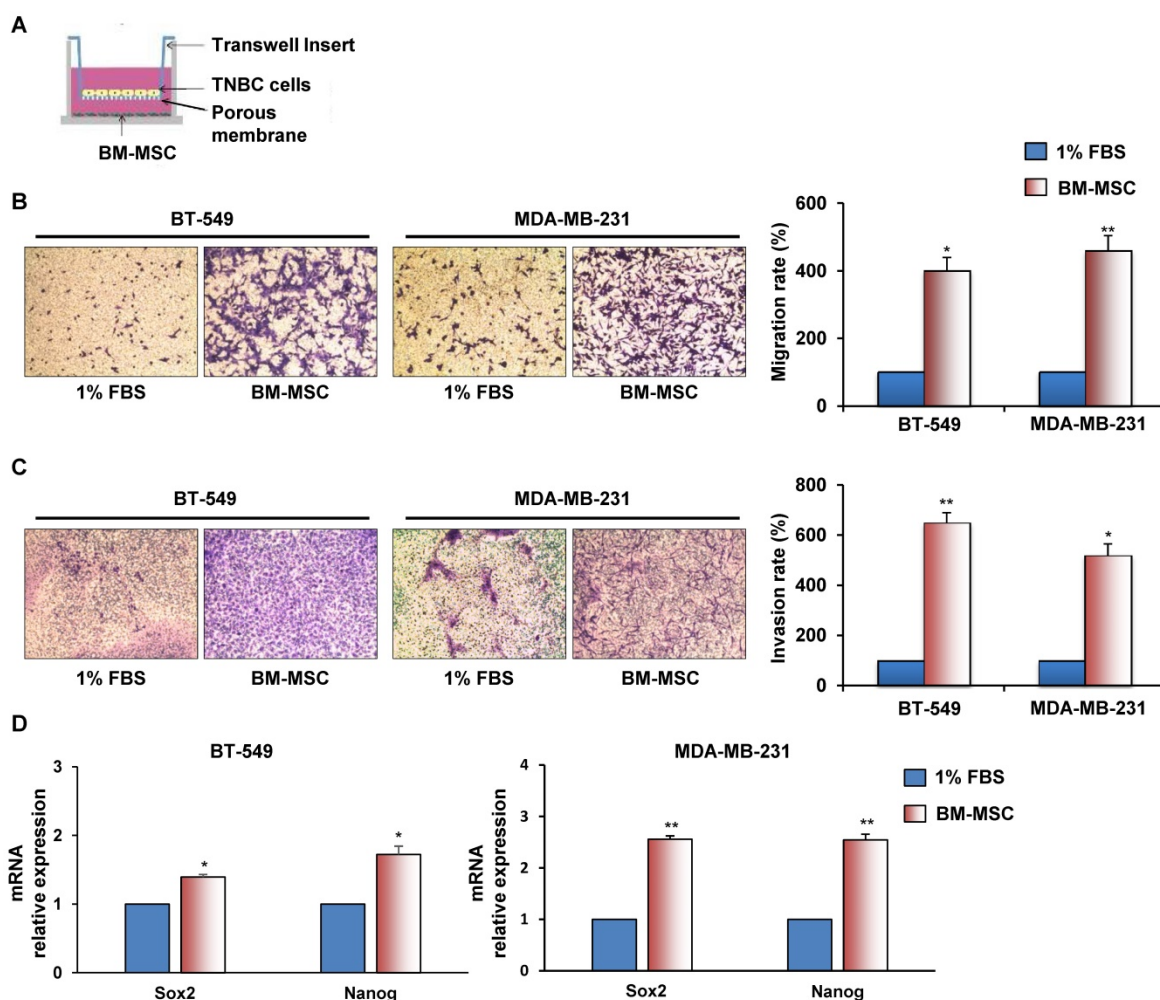 A
Transwell Insert
TNBC cells
Porous
membrane
BM-MSC
1% FBS
BM-MSC
B
BT-549
MDA-MB-231
1% FBS
BM-MSC
1% FBS
BM-MSC
Migration rate (%)
600
400
200
0
*
**
BT-549
MDA-MB-231
C
BT-549
MDA-MB-231
1% FBS
BM-MSC
1% FBS
BM-MSC
Invasion rate (%)
800
600
400
200
0
**
*
BT-549
MDA-MB-231
D
BT-549
mRNA
relative expression
3
2
1
0
*
*
Sox2
Nanog
MDA-MB-231
mRNA
relative expression
4
3
2
1
0
**
**
Sox2
Nanog
1% FBS
BM-MSC